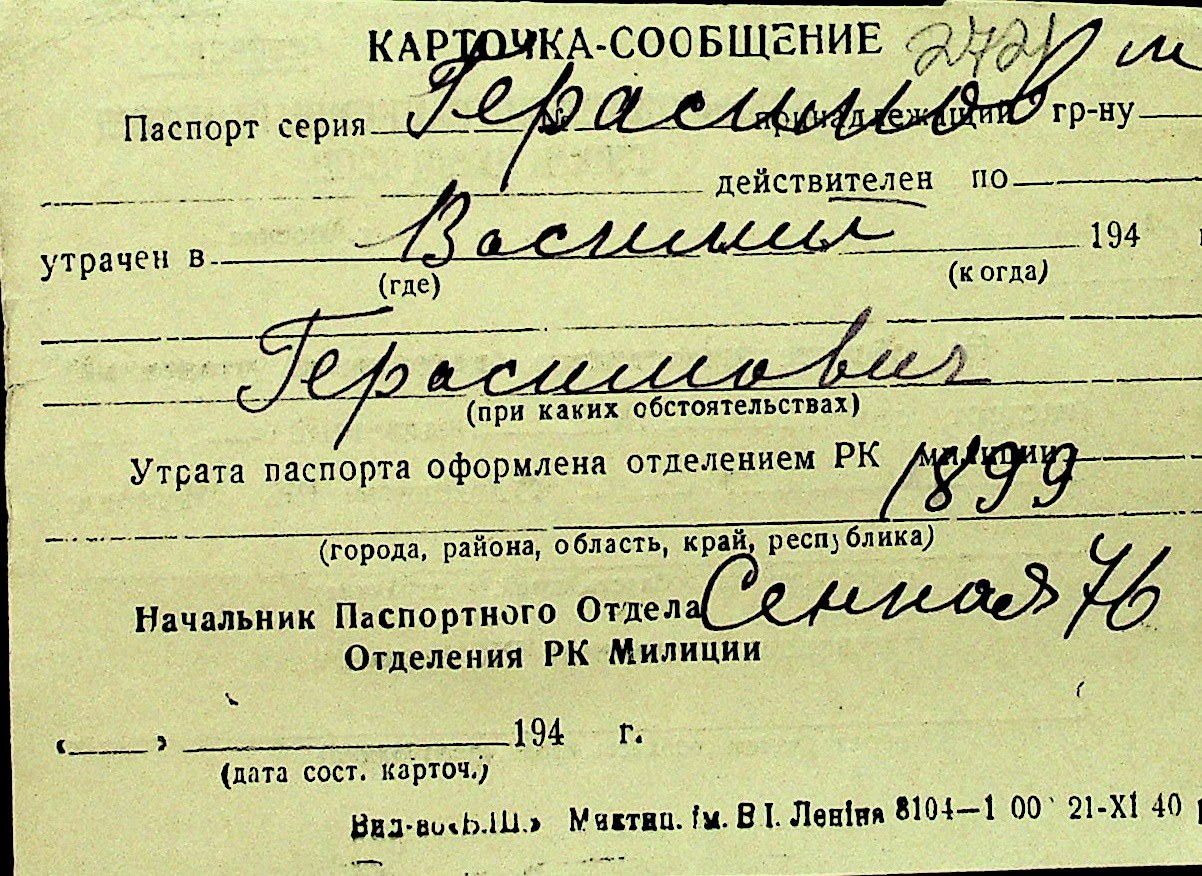 КАРТОЧКА-СООБЩЕНИЕ 2421 м
Герасимов
Паспорт серия № принадлежащий гр-ну
действителен по
Василий
утрачен в 194
(где) (когда)
Герасимович
(при каких обстоятельствах)
Утрата паспорта оформлена отделением РК милиции
1899
(города, района, область, край, республика)
Сенная 76
Начальник Паспортного Отдела
Отделения РК Милиции
« » 194 г.
(дата сост. карточ.)
Вид-во «Б.Ш.» Миктип. ім. В І. Леніна 8104—1 00 21-XI 40